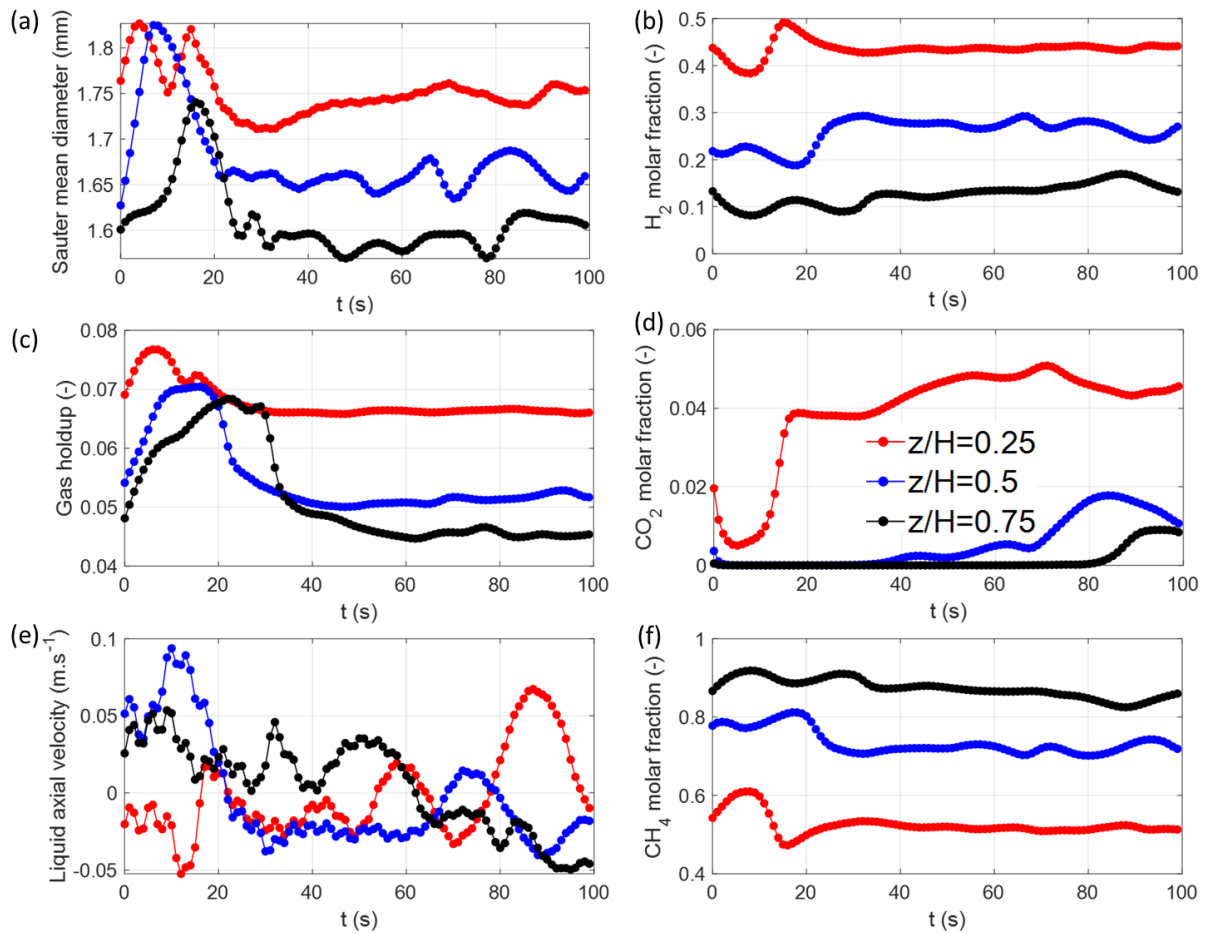 (a)
Sauter mean diameter (mm)
1.8
1.75
1.7
1.65
1.6
0 20 40 60 80 100
t (s)
(b)
H₂ molar fraction (-)
0.5
0.4
0.3
0.2
0.1
0
0 20 40 60 80 100
t (s)
(c)
Gas holdup (-)
0.08
0.07
0.06
0.05
0.04
0 20 40 60 80 100
t (s)
(d)
CO₂ molar fraction (-)
0.06
0.04
0.02
0
0 20 40 60 80 100
t (s)
z/H=0.25
z/H=0.5
z/H=0.75
(e)
Liquid axial velocity (m.s⁻¹)
0.1
0.05
0
-0.05
0 20 40 60 80 100
t (s)
(f)
CH₄ molar fraction (-)
1
0.8
0.6
0.4
0 20 40 60 80 100
t (s)